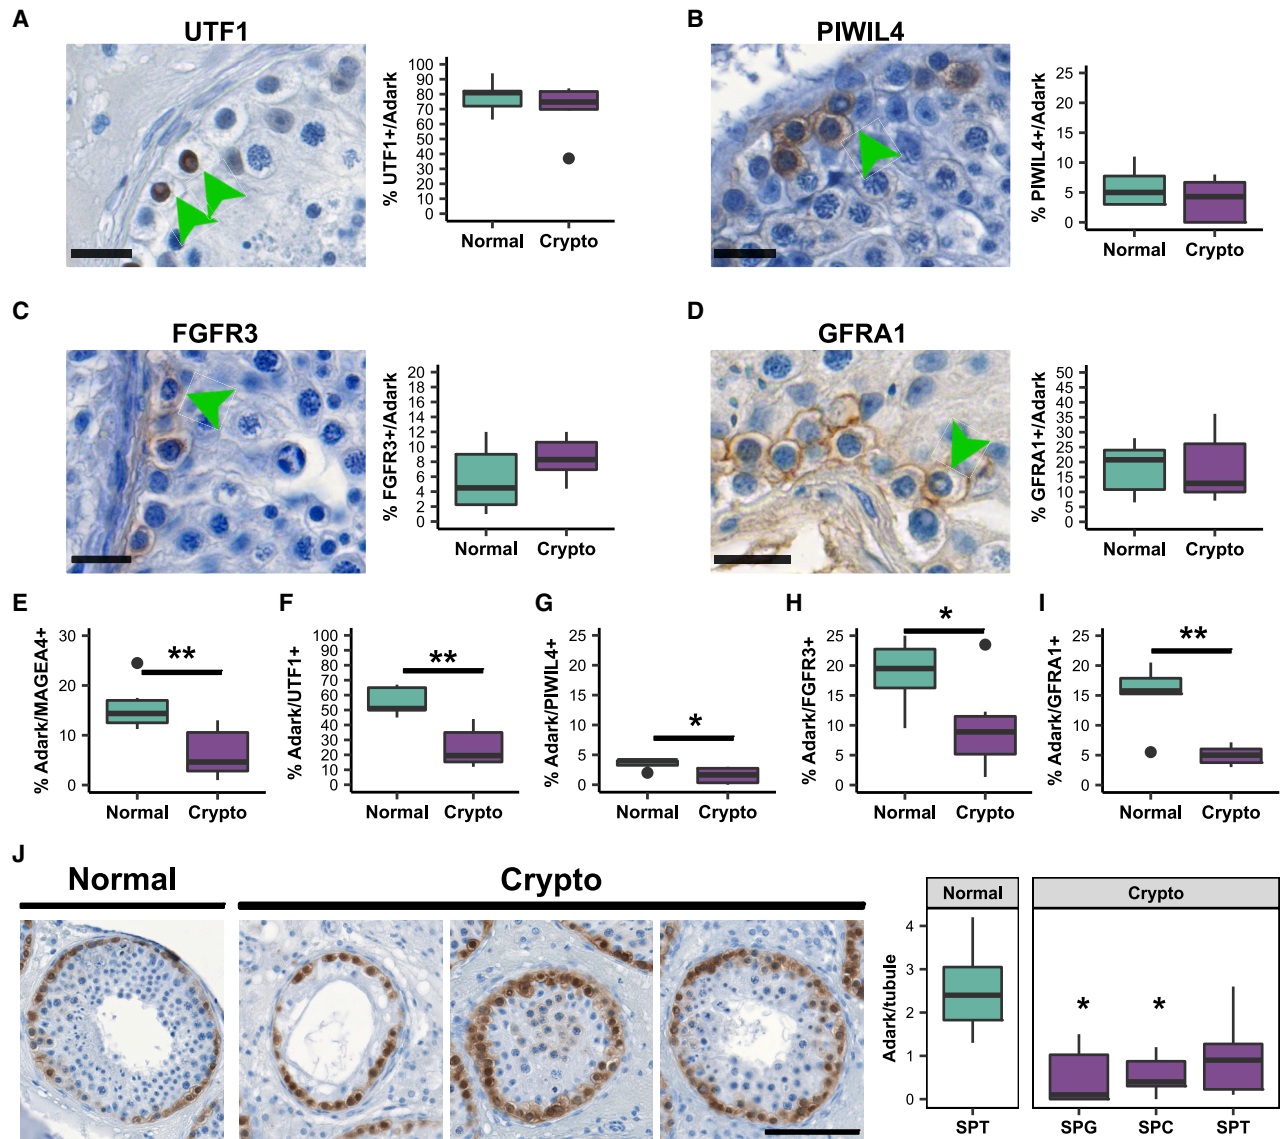 A
UTF1
% UTF1+/Adark
100
90
80
70
60
50
40
30
20
10
0
Normal Crypto
B
PIWIL4
% PIWIL4+/Adark
25
20
15
10
5
0
Normal Crypto
C
FGFR3
% FGFR3+/Adark
20
18
16
14
12
10
8
6
4
2
0
Normal Crypto
D
GFRA1
% GFRA1+/Adark
50
45
40
35
30
25
20
15
10
5
0
Normal Crypto
E
% Adark/MAGEA4+
30
20
10
0
**
Normal Crypto
F
% Adark/UTF1+
100
90
80
70
60
50
40
30
20
10
0
**
Normal Crypto
G
% Adark/PIWIL4+
25
20
15
10
5
0
*
Normal Crypto
H
% Adark/FGFR3+
25
20
15
10
5
0
*
Normal Crypto
I
% Adark/GFRA1+
25
20
15
10
5
0
**
Normal Crypto
J
Normal
Crypto
Adark/tubule
4
3
2
1
0
Normal
SPT
Crypto
* *
SPG SPC SPT